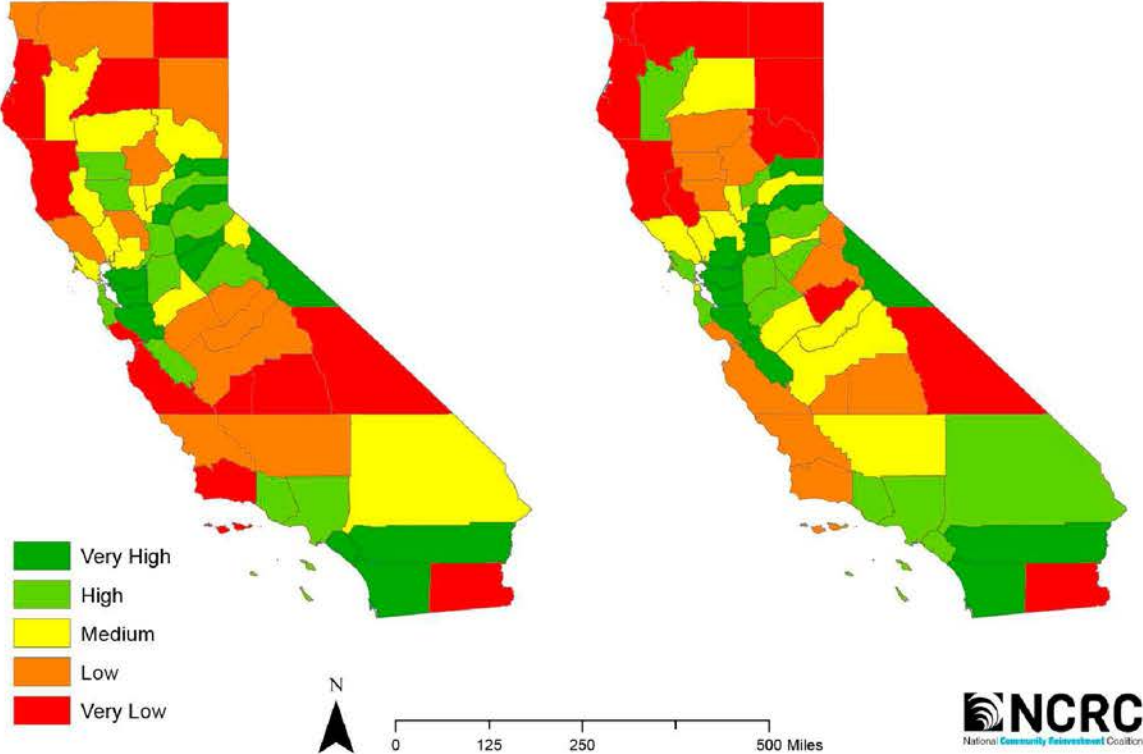 Very High
High
Medium
Low
Very Low
N
0 125 250 500 Miles
NCRC
National Community Reinvestment Coalition